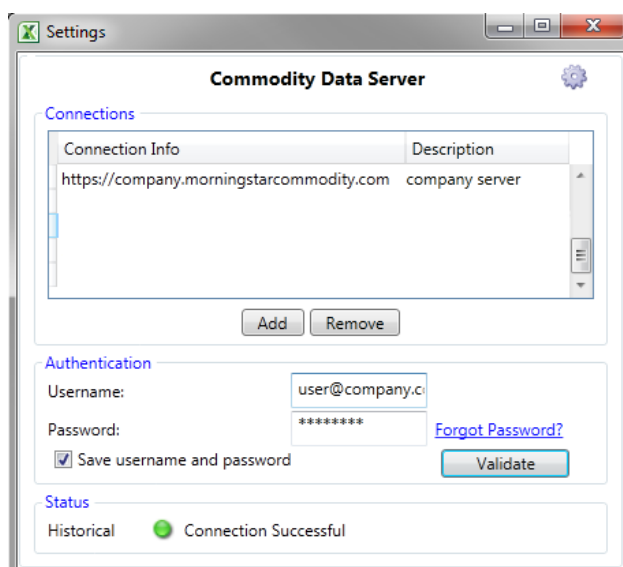 Settings
Commodity Data Server
Connections
Connection Info Description
https://company.morningstarcommodity.com company server
Add Remove
Authentication
Username: user@company.c
Password: ********
Forgot Password?
Save username and password
Validate
Status
Historical Connection Successful